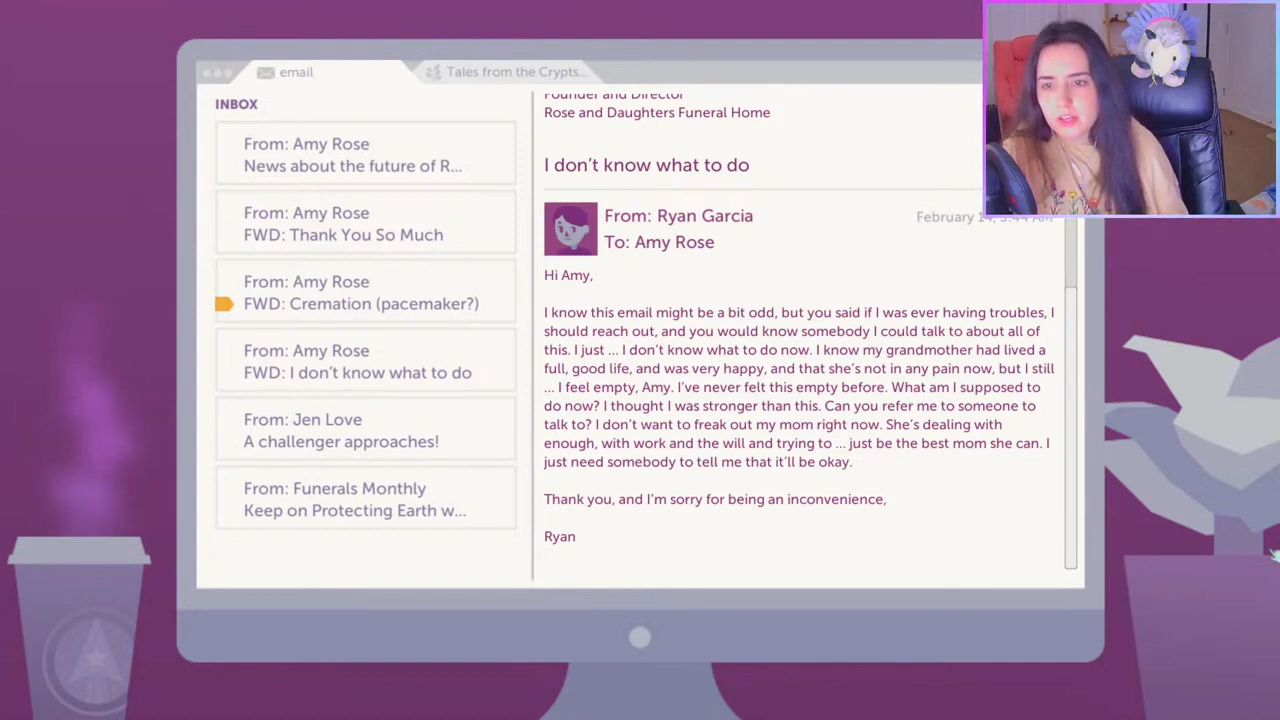 email
Tales from the Crypts...
INBOX
From: Amy Rose
News about the future of R...
From: Amy Rose
FWD: Thank You So Much
From: Amy Rose
FWD: Cremation (pacemaker?)
From: Amy Rose
FWD: I don't know what to do
From: Jen Love
A challenger approaches!
From: Funerals Monthly
Keep on Protecting Earth w...
Founder and Director
Rose and Daughters Funeral Home
I don't know what to do
From: Ryan Garcia
February
To: Amy Rose
Hi Amy,
I know this email might be a bit odd, but you said if I was ever having troubles, I
should reach out, and you would know somebody I could talk to about all of
this. I just ... I don't know what to do now. I know my grandmother had lived a
full, good life, and was very happy, and that she's not in any pain now, but I still
... I feel empty, Amy. I've never felt this empty before. What am I supposed to
do now? I thought I was stronger than this. Can you refer me to someone to
talk to? I don't want to freak out my mom right now. She's dealing with
enough, with work and the will and trying to ... just be the best mom she can. I
just need somebody to tell me that it'll be okay.
Thank you, and I'm sorry for being an inconvenience,
Ryan